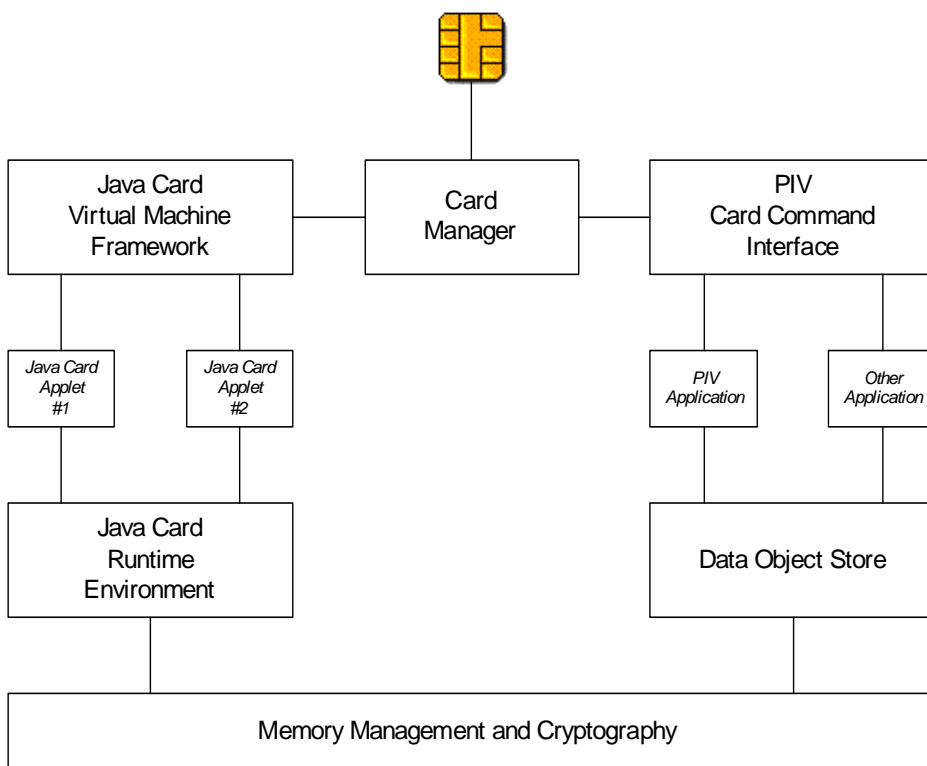 Java Card
Virtual Machine
Framework
Card
Manager
PIV
Card Command
Interface
Java Card
Applet
#1
Java Card
Applet
#2
PIV
Application
Other
Application
Java Card
Runtime
Environment
Data Object Store
Memory Management and Cryptography